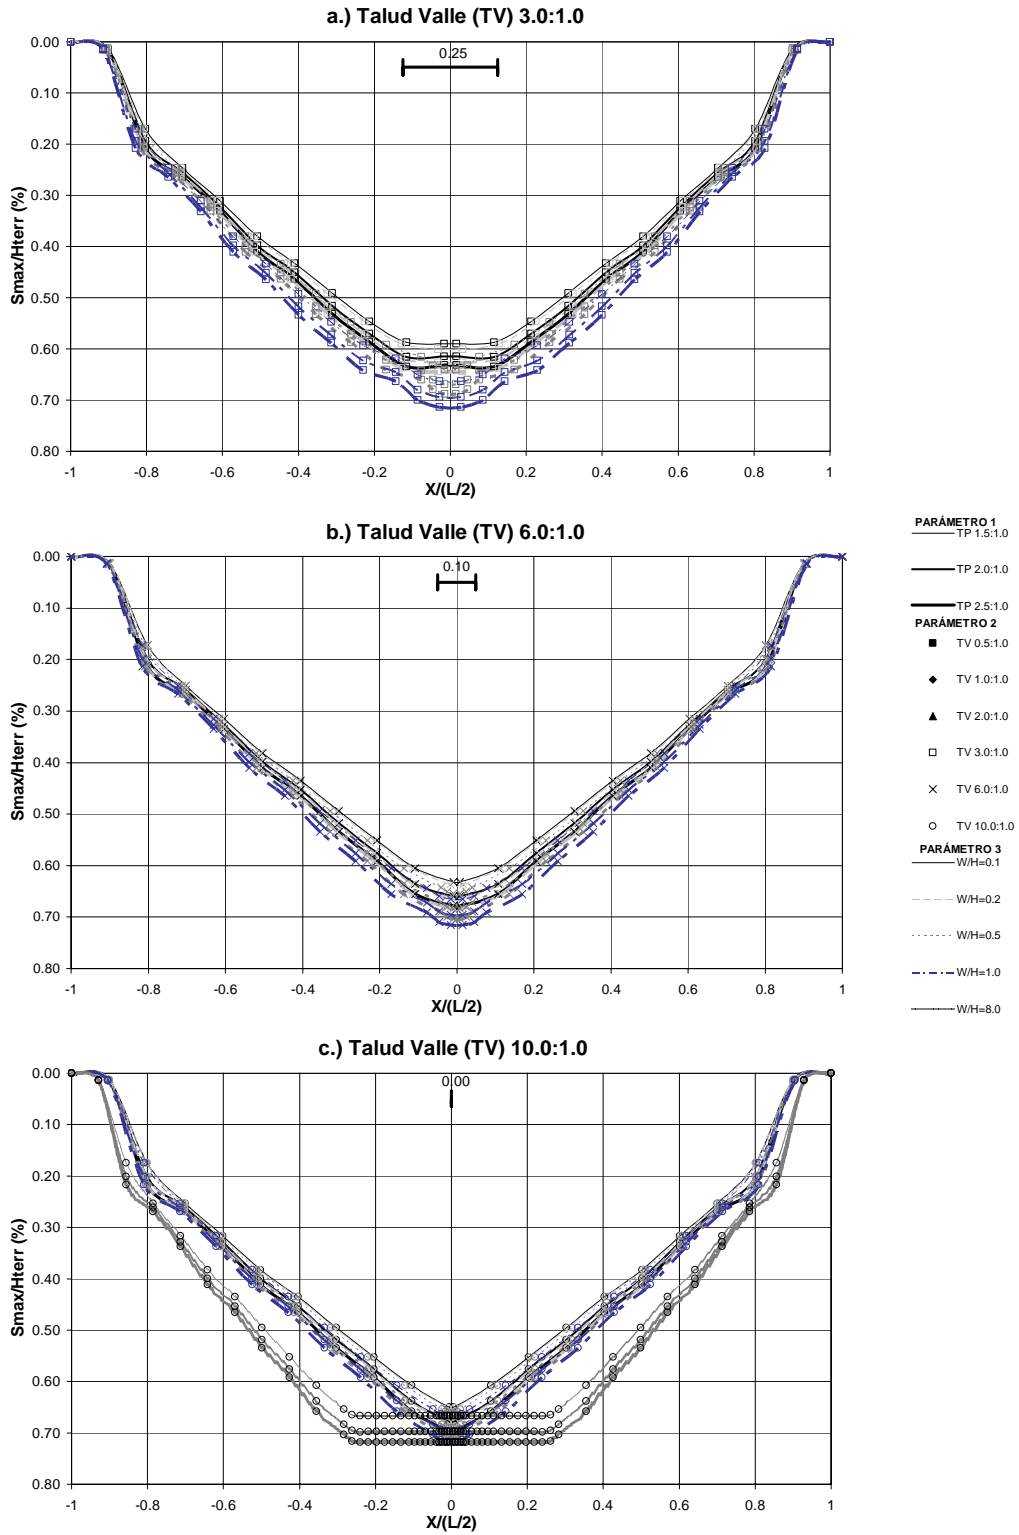 a.) Talud Valle (TV) 3.0:1.0
0.25
0.00
0.10
0.20
0.30
0.40
0.50
0.60
0.70
0.80
Smax/Hterr (%)
-1
-0.8
-0.6
-0.4
-0.2
0
0.2
0.4
0.6
0.8
1
X/(L/2)
b.) Talud Valle (TV) 6.0:1.0
0.10
0.00
0.10
0.20
0.30
0.40
0.50
0.60
0.70
0.80
Smax/Hterr (%)
-1
-0.8
-0.6
-0.4
-0.2
0
0.2
0.4
0.6
0.8
1
X/(L/2)
PARÁMETRO 1
TP 1.5:1.0
TP 2.0:1.0
TP 2.5:1.0
PARÁMETRO 2
TV 0.5:1.0
TV 1.0:1.0
TV 2.0:1.0
TV 3.0:1.0
TV 6.0:1.0
TV 10.0:1.0
PARÁMETRO 3
W/H=0.1
W/H=0.2
W/H=0.5
W/H=1.0
W/H=8.0
c.) Talud Valle (TV) 10.0:1.0
0.00
0.00
0.10
0.20
0.30
0.40
0.50
0.60
0.70
0.80
Smax/Hterr (%)
-1
-0.8
-0.6
-0.4
-0.2
0
0.2
0.4
0.6
0.8
1
X/(L/2)